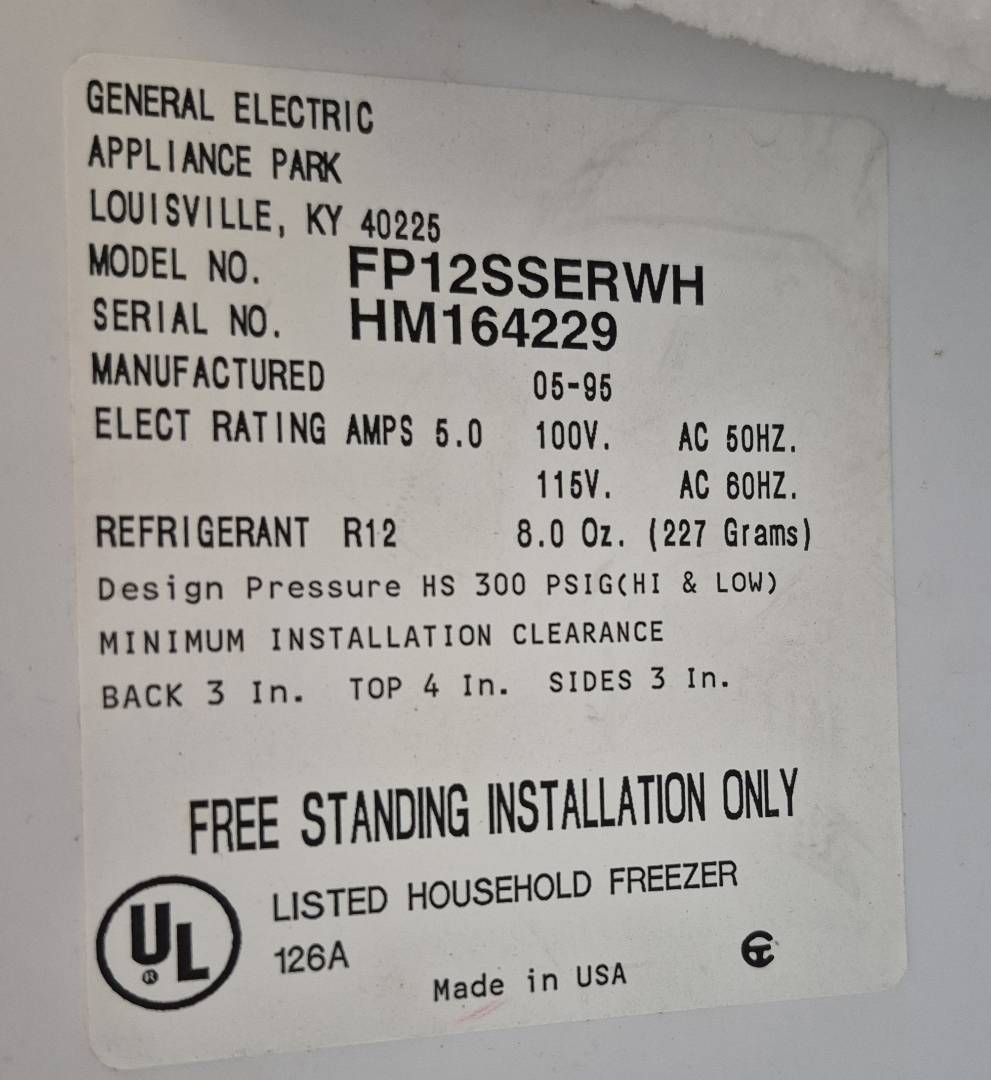 GENERAL ELECTRIC
APPLIANCE PARK
LOUISVILLE, KY 40225
MODEL NO. FP12SSERWH
SERIAL NO. HM164229
MANUFACTURED 05-95
ELECT RATING AMPS 5.0 100V. AC 50HZ.
115V. AC 60HZ.
REFRIGERANT R12 8.0 Oz. (227 Grams)
Design Pressure HS 300 PSIG(HI & LOW)
MINIMUM INSTALLATION CLEARANCE
BACK 3 In. TOP 4 In. SIDES 3 In.
FREE STANDING INSTALLATION ONLY
UL ® LISTED HOUSEHOLD FREEZER
126A
Made in USA